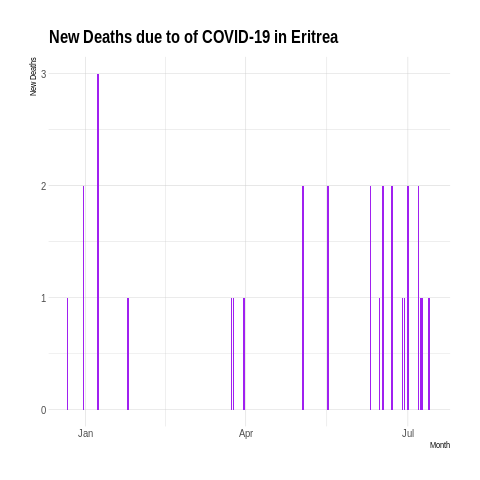 New Deaths due to of COVID-19 in Eritrea
New Deaths
3
2
1
0
Jan Apr Jul
Month